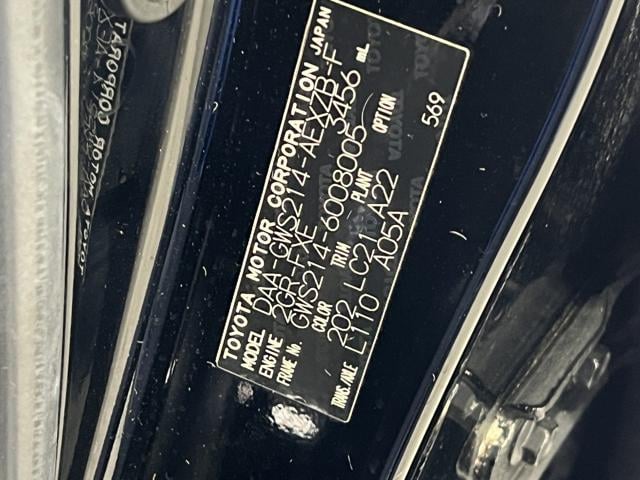 TOYOTA MOTOR CORPORATION JAPAN
MODEL DAA-GWS214-AEXZB-F
ENGINE 2GR-FXE 3456 mL
FRAME No. GWS214-6008005
COLOR TRIM PLANT OPTION
202 LC21 A22
TRANS./AXLE L110 A05A
569